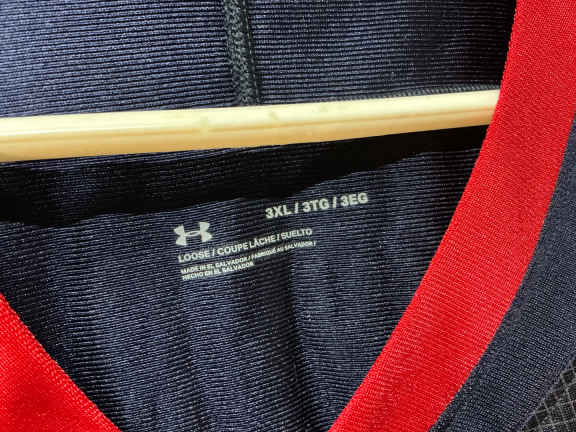 3XL / 3TG / 3EG
LOOSE / COUPE LÂCHE / SUELTO
MADE IN EL SALVADOR / FABRIQUÉ AU SALVADOR /
HECHO EN EL SALVADOR